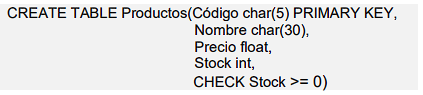 CREATE TABLE Productos(Código char(5) PRIMARY KEY,
Nombre char(30),
Precio float,
Stock int,
CHECK Stock >= 0)